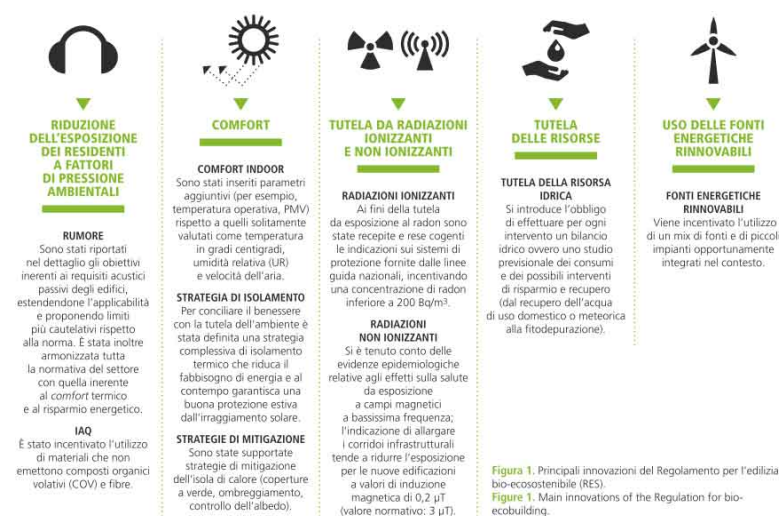 RIDUZIONE
DELL'ESPOSIZIONE
DEI RESIDENTI
A FATTORI
DI PRESSIONE
AMBIENTALI
RUMORE
Sono stati riportati
nel dettaglio gli obiettivi
inerenti ai requisiti acustici
passivi degli edifici,
estendendone l'applicabilità
e proponendo limiti
più cautelativi rispetto
alla norma. È stata inoltre
armonizzata tutta
la normativa del settore
con quella inerente
al comfort termico
e al risparmio energetico.
IAQ
È stato incentivato l'utilizzo
di materiali che non
emettono composti organici
volativi (COV) e fibre.
COMFORT
COMFORT INDOOR
Sono stati inseriti parametri
aggiuntivi (per esempio,
temperatura operativa, PMV)
rispetto a quelli solitamente
valutati come temperatura
in gradi centigradi,
umidità relativa (UR)
e velocità dell'aria.
STRATEGIA DI ISOLAMENTO
Per conciliare il benessere
con la tutela dell'ambiente è
stata definita una strategia
complessiva di isolamento
termico che riduca il
fabbisogno di energia e al
contempo garantisca una
buona protezione estiva
dall'irraggiamento solare.
STRATEGIE DI MITIGAZIONE
Sono state supportate
strategie di mitigazione
dell'isola di calore (coperture
a verde, ombreggiamento,
controllo dell'albedo).
TUTELA DA RADIAZIONI
IONIZZANTI
E NON IONIZZANTI
RADIAZIONI IONIZZANTI
Ai fini della tutela
da esposizione al radon sono
state recepite e rese cogenti
le indicazioni sui sistemi di
protezione fornite dalle linee
guida nazionali, incentivando
una concentrazione di radon
inferiore a 200 Bq/m³.
RADIAZIONI
NON IONIZZANTI
Si è tenuto conto delle
evidenze epidemiologiche
relative agli effetti sulla salute
da esposizione
a campi magnetici
a bassissima frequenza;
l'indicazione di allargare
i corridoi infrastrutturali
tende a ridurre l'esposizione
per le nuove edificazioni
a valori di induzione
magnetica di 0,2 µT
(valore normativo: 3 µT).
TUTELA
DELLE RISORSE
TUTELA DELLA RISORSA
IDRICA
Si introduce l'obbligo
di effettuare per ogni
intervento un bilancio
idrico ovvero uno studio
previsionale dei consumi
e dei possibili interventi
di risparmio e recupero
(dal recupero dell'acqua
di uso domestico o meteorica
alla fitodepurazione).
USO DELLE FONTI
ENERGETICHE
RINNOVABILI
FONTI ENERGETICHE
RINNOVABILI
Viene incentivato l'utilizzo
di un mix di fonti e di piccoli
impianti opportunamente
integrati nel contesto.
Figura 1. Principali innovazioni del Regolamento per l'edilizia
bio-ecosostenibile (RES).
Figure 1. Main innovations of the Regulation for bio-
ecobuilding.